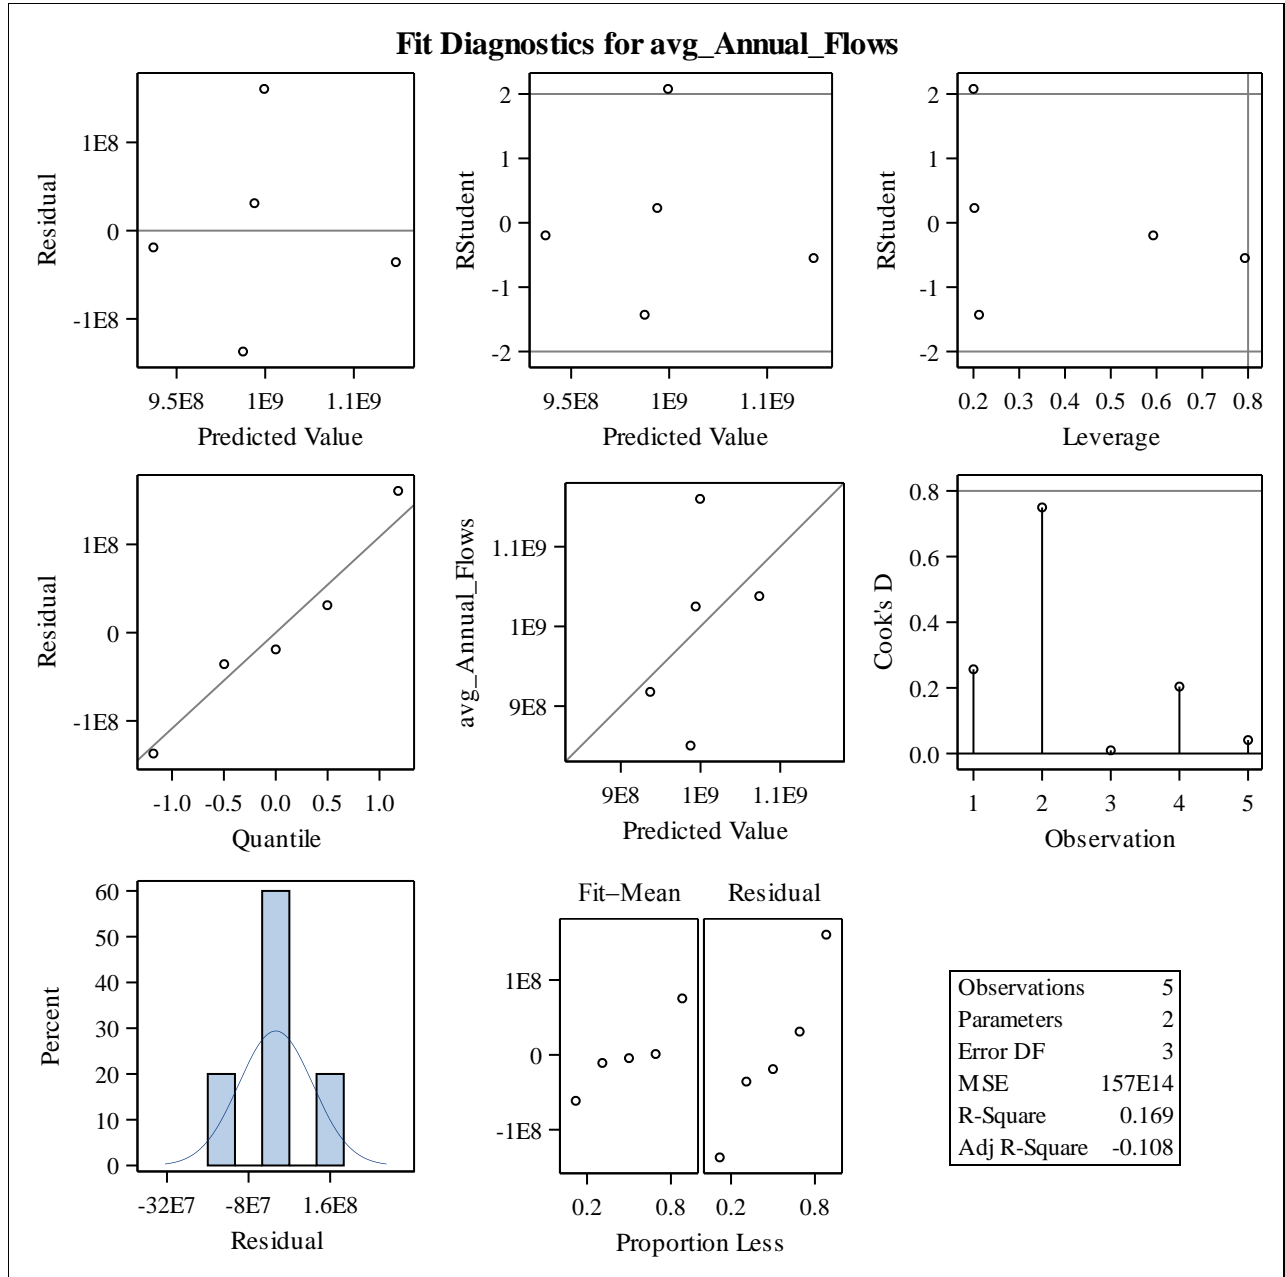 Fit Diagnostics for avg_Annual_Flows
1E8
0
-1E8
Residual
9.5E8 1E9 1.1E9
Predicted Value
2
1
0
-1
-2
RStudent
9.5E8 1E9 1.1E9
Predicted Value
2
1
0
-1
-2
RStudent
0.2 0.3 0.4 0.5 0.6 0.7 0.8
Leverage
1E8
0
-1E8
Residual
-1.0 -0.5 0.0 0.5 1.0
Quantile
1.1E9
1E9
9E8
avg_Annual_Flows
9E8 1E9 1.1E9
Predicted Value
0.8
0.6
0.4
0.2
0.0
Cook's D
1 2 3 4 5
Observation
60
50
40
30
20
10
0
Percent
-32E7 -8E7 1.6E8
Residual
Fit–Mean Residual
1E8
0
-1E8
0.2 0.8 0.2 0.8
Proportion Less
Observations 5
Parameters 2
Error DF 3
MSE 157E14
R-Square 0.169
Adj R-Square -0.108